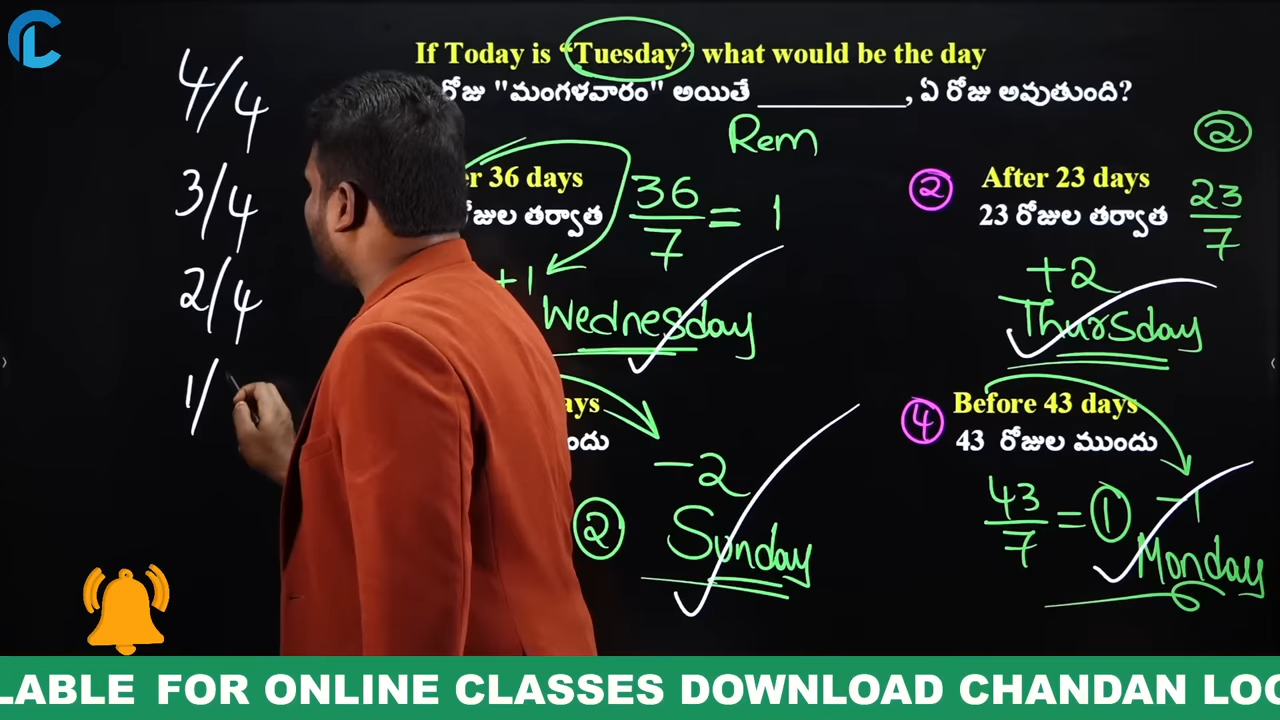 If Today is “Tuesday” what would be the day
రోజు "మంగళవారం" అయితే __________, ఏ రోజు అవుతుంది?
Rem
36 days
రోజుల తర్వాత
36/7 = 1
+1
Wednesday
② After 23 days
23 రోజుల తర్వాత
23/7
②
+2
Thursday
-2
②
Sunday
④ Before 43 days
43 రోజుల ముందు
43/7 = ① -1
Monday
4/4
3/4
2/4
1/
LABLE FOR ONLINE CLASSES DOWNLOAD CHANDAN LOG